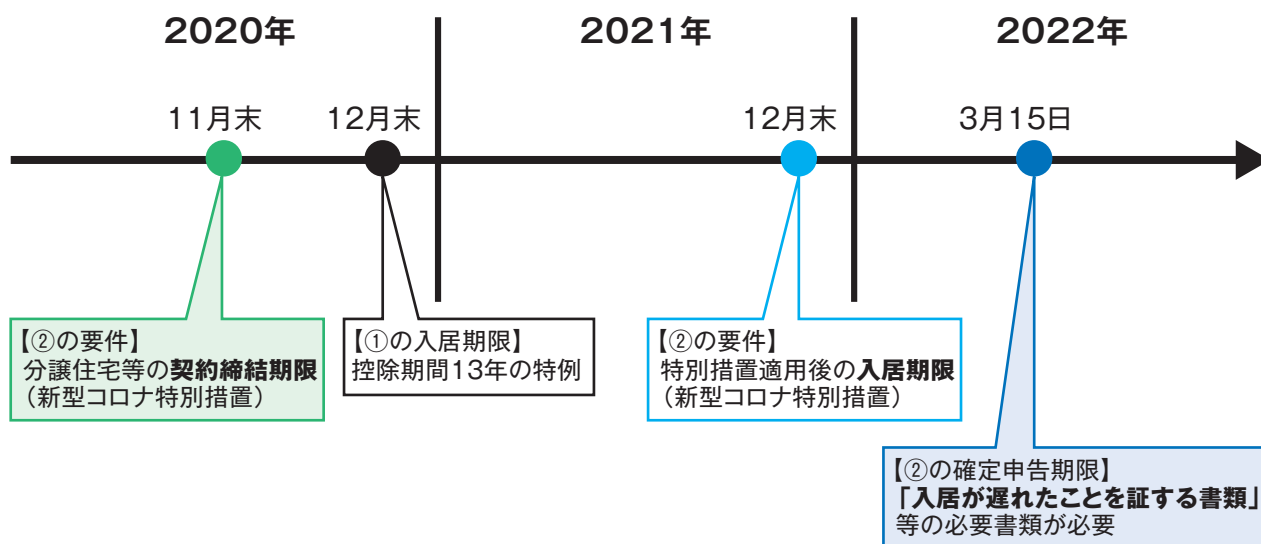 2020年
2021年
2022年
11月末
12月末
12月末
3月15日
【②の要件】
分譲住宅等の契約締結期限
（新型コロナ特別措置）
【①の入居期限】
控除期間13年の特例
【②の要件】
特別措置適用後の入居期限
（新型コロナ特別措置）
【②の確定申告期限】
「入居が遅れたことを証する書類」
等の必要書類が必要